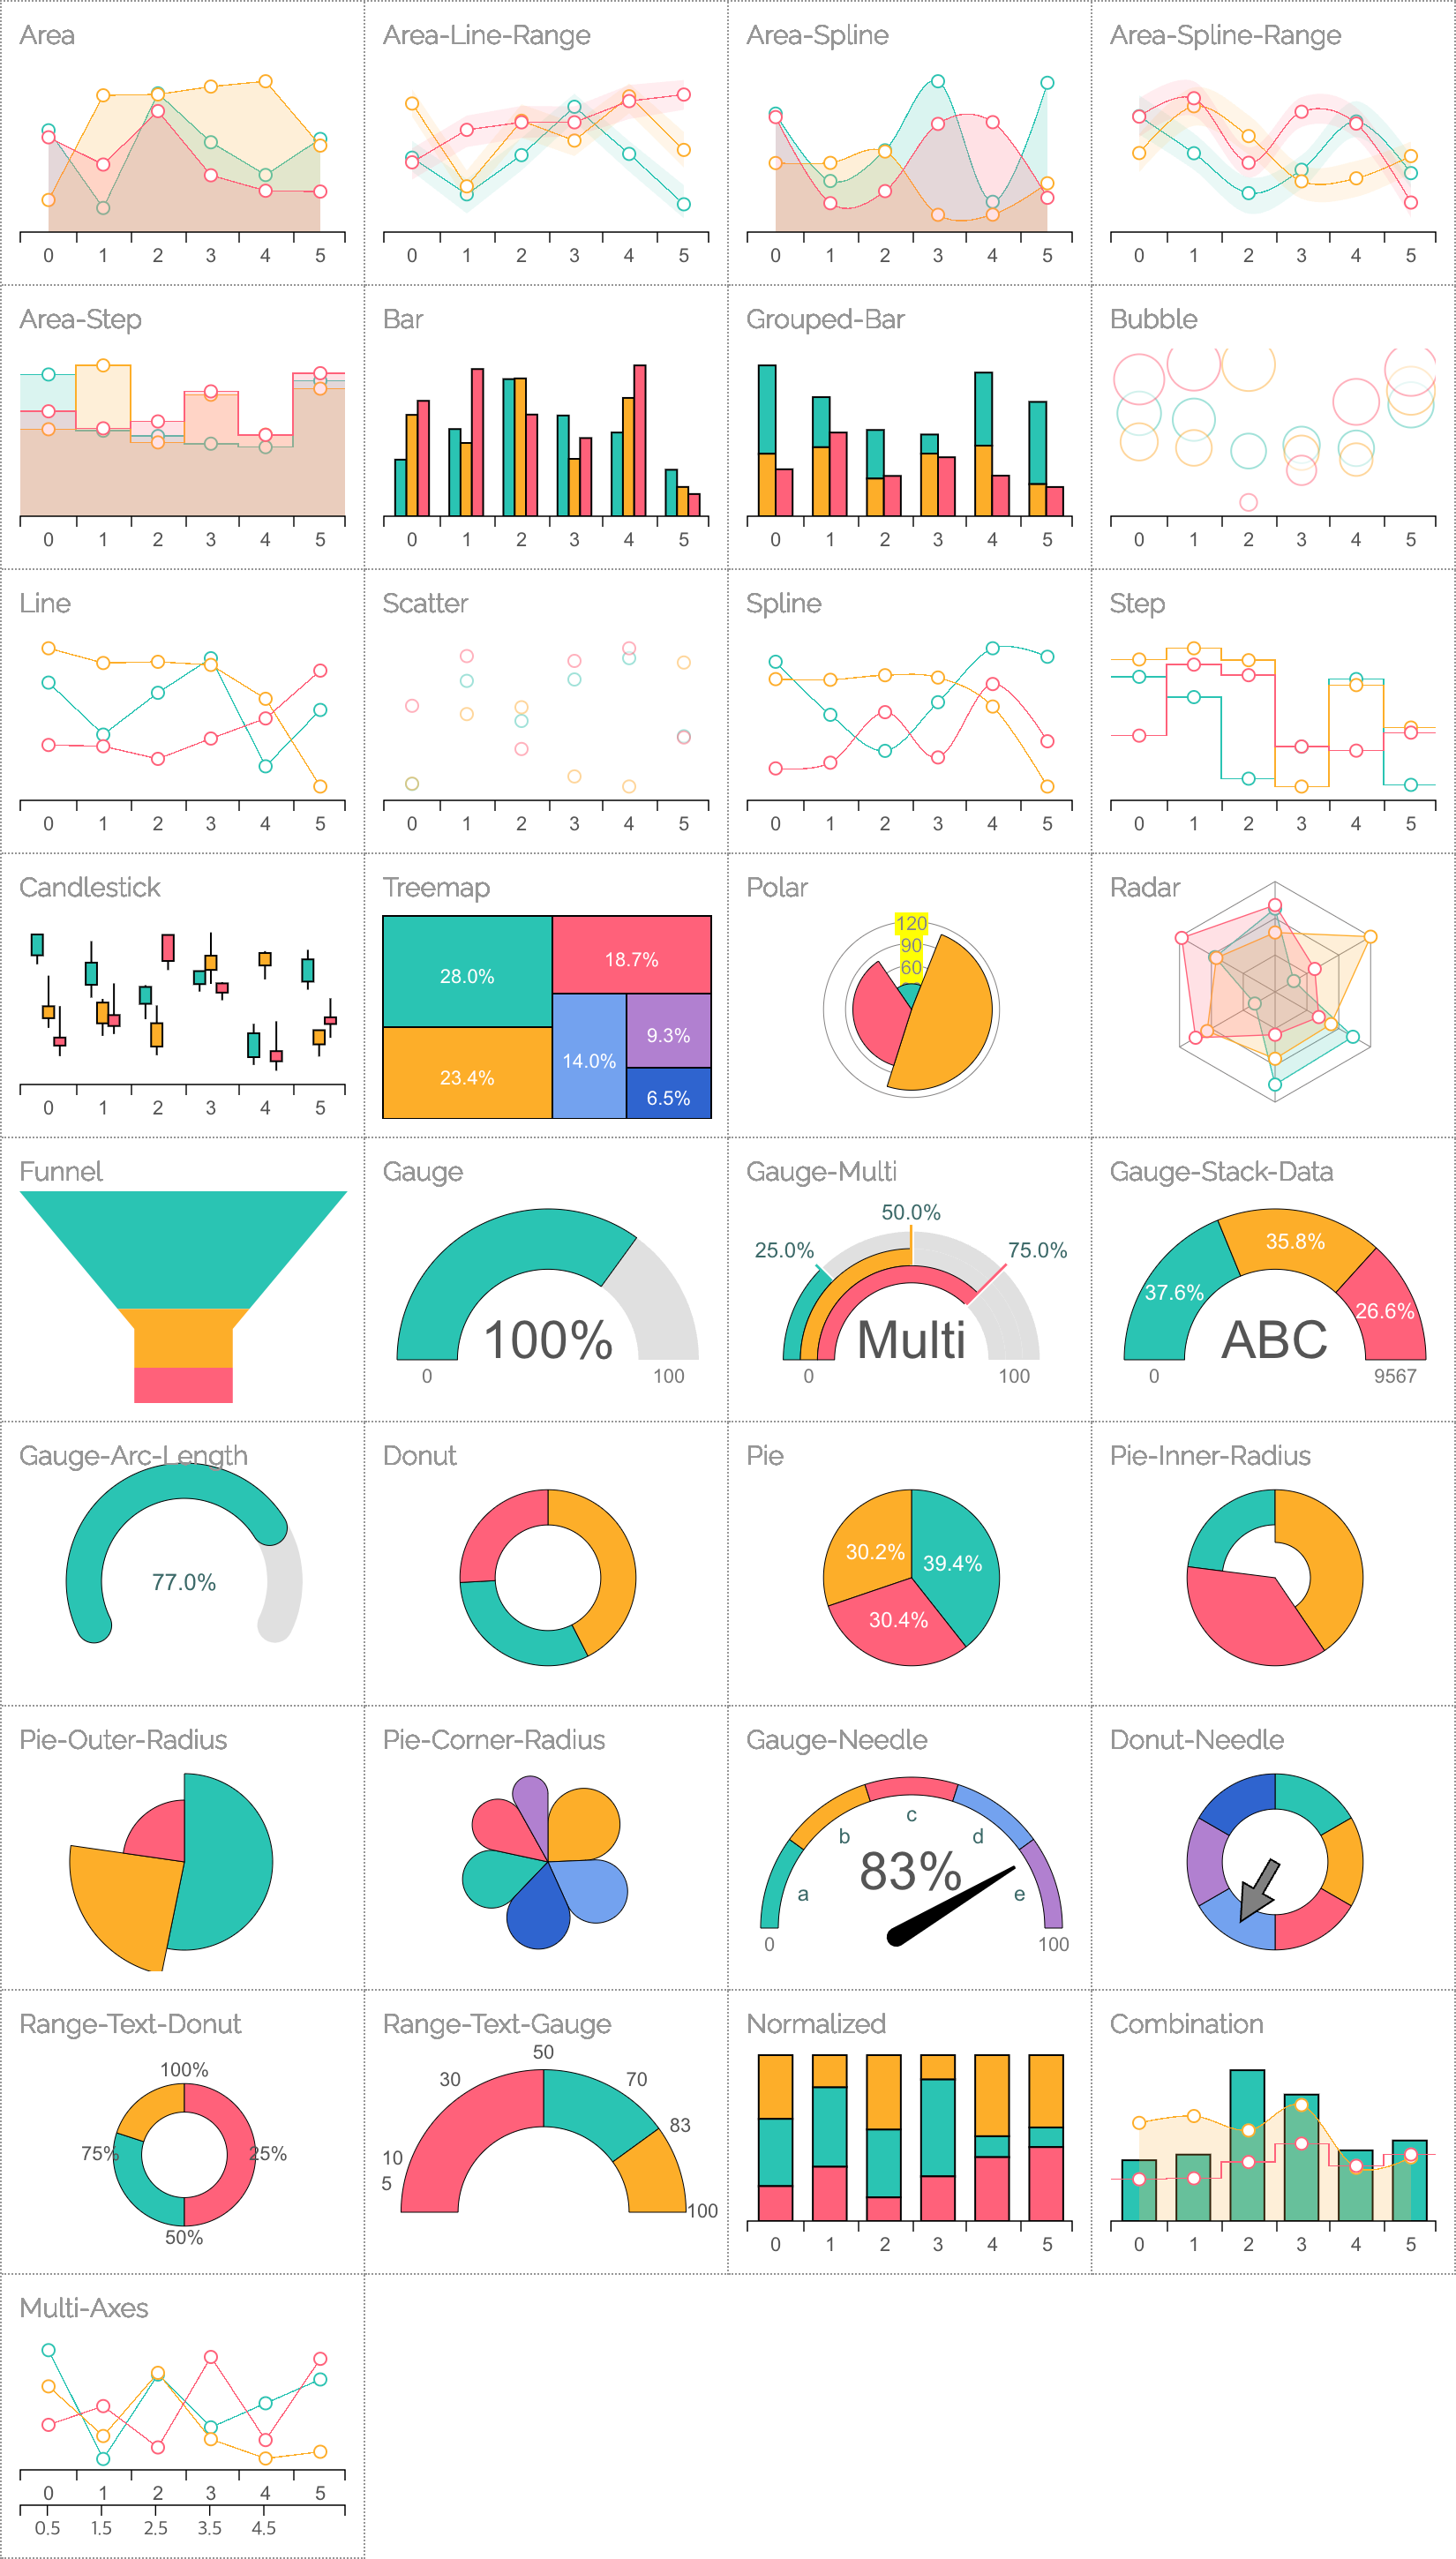 Area
Area-Line-Range
Area-Spline
Area-Spline-Range
0 1 2 3 4 5
0 1 2 3 4 5
0 1 2 3 4 5
0 1 2 3 4 5
Area-Step
Bar
Grouped-Bar
Bubble
0 1 2 3 4 5
0 1 2 3 4 5
0 1 2 3 4 5
0 1 2 3 4 5
Line
Scatter
Spline
Step
0 1 2 3 4 5
0 1 2 3 4 5
0 1 2 3 4 5
0 1 2 3 4 5
Candlestick
0 1 2 3 4 5
Treemap
18.7%
28.0%
9.3%
14.0%
23.4%
6.5%
Polar
120
90
60
Radar
Funnel
Gauge
100%
0 100
Gauge-Multi
50.0%
25.0% 75.0%
Multi
0 100
Gauge-Stack-Data
35.8%
37.6%
26.6%
ABC
0 9567
Gauge-Arc-Length
77.0%
Donut
Pie
30.2% 39.4%
30.4%
Pie-Inner-Radius
Pie-Outer-Radius
Pie-Corner-Radius
Gauge-Needle
c
b d
83%
a e
0 100
Donut-Needle
Range-Text-Donut
100%
75% 25%
50%
Range-Text-Gauge
50
30 70
83
10
5
100
Normalized
0 1 2 3 4 5
Combination
0 1 2 3 4 5
Multi-Axes
0 1 2 3 4 5
0.5 1.5 2.5 3.5 4.5